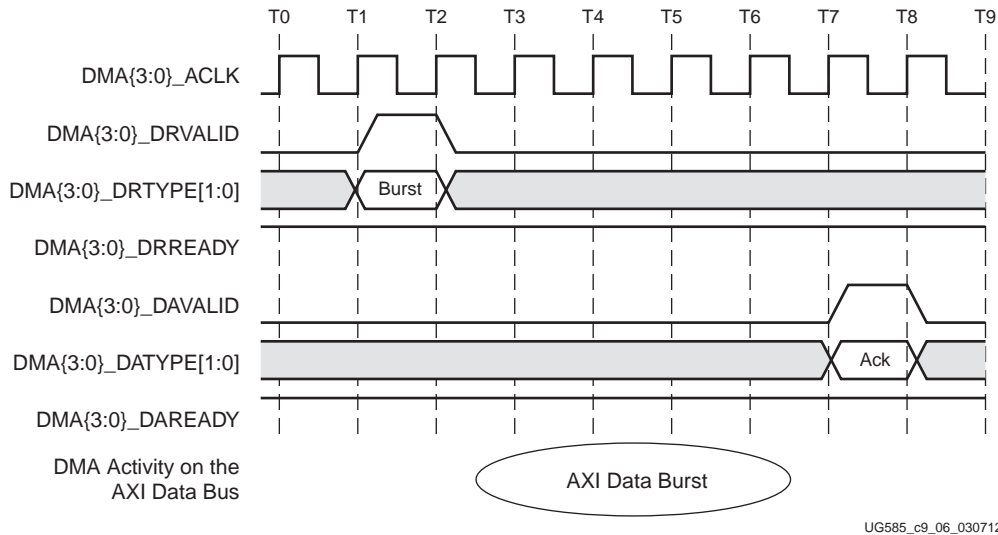 T0 T1 T2 T3 T4 T5 T6 T7 T8 T9
DMA{3:0}_ACLK
DMA{3:0}_DRVALID
DMA{3:0}_DRTYPE[1:0] Burst
DMA{3:0}_DRREADY
DMA{3:0}_DAVALID
DMA{3:0}_DATYPE[1:0] Ack
DMA{3:0}_DAREADY
DMA Activity on the
AXI Data Bus
AXI Data Burst
UG585_c9_06_030712